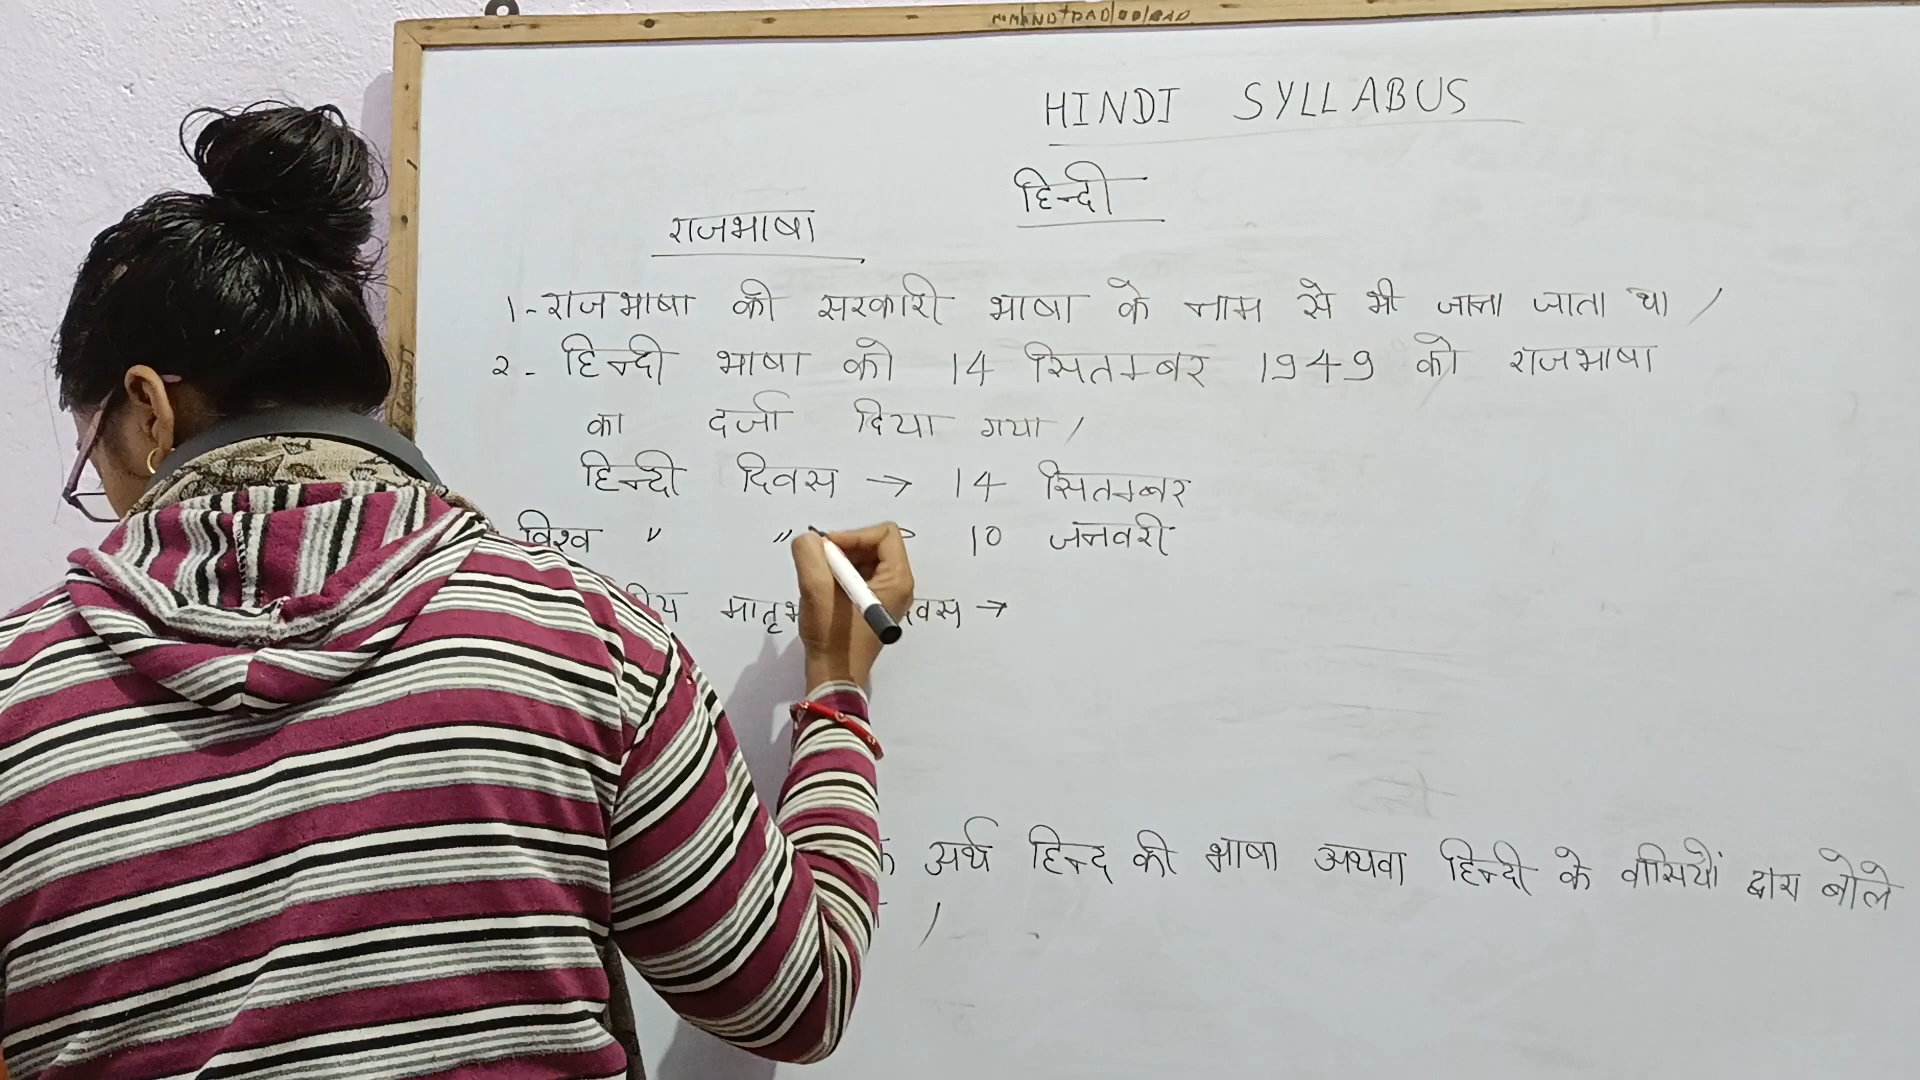 HINDI SYLLABUS
हिन्दी
राजभाषा
1- राजभाषा को सरकारी भाषा के नाम से भी जाना जाता था /
2- हिन्दी भाषा को 14 सितम्बर 1949 को राजभाषा
का दर्जा दिया गया /
हिन्दी दिवस → 14 सितम्बर
विश्व " " 10 जनवरी
→
अर्थ हिन्द की भाषा अथवा हिन्दी के वासियों द्वारा बोले
/